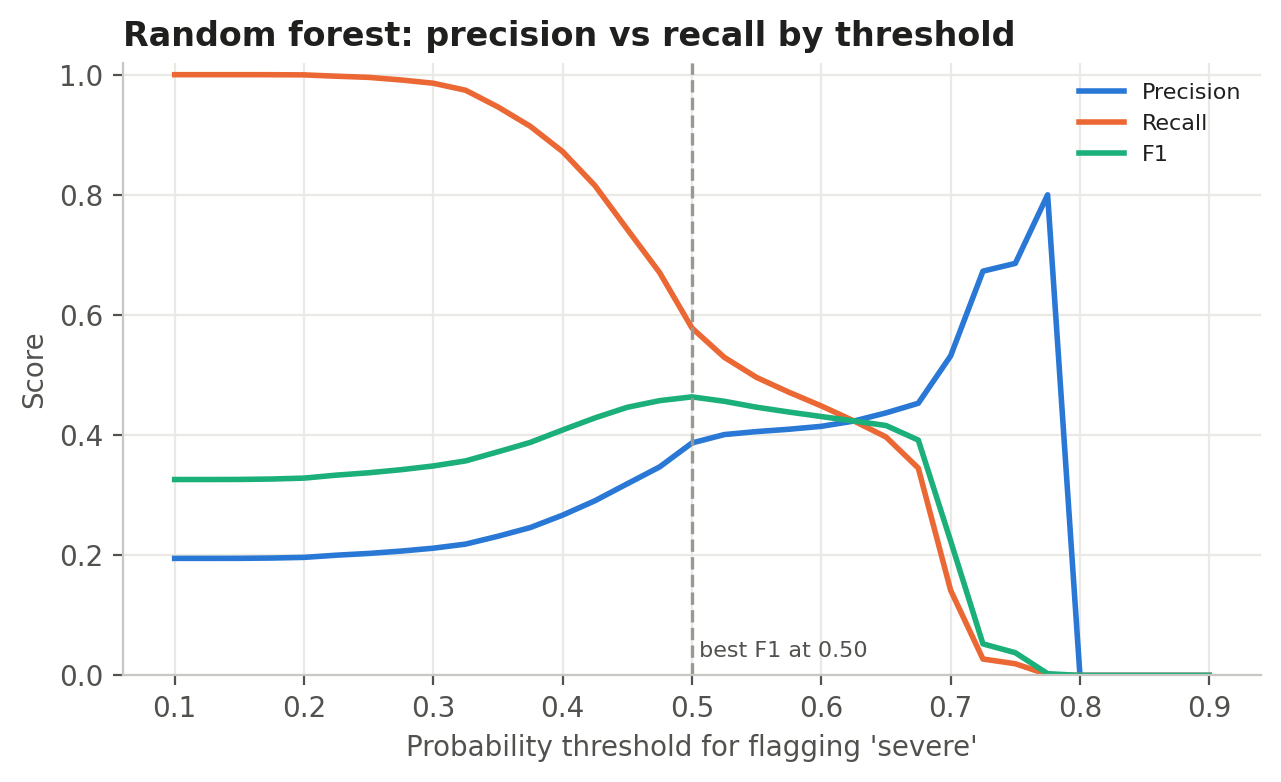 Random forest: precision vs recall by threshold
1.0
0.8
0.6
0.4
0.2
0.0
Score
Precision
Recall
F1
best F1 at 0.50
0.1 0.2 0.3 0.4 0.5 0.6 0.7 0.8 0.9
Probability threshold for flagging 'severe'